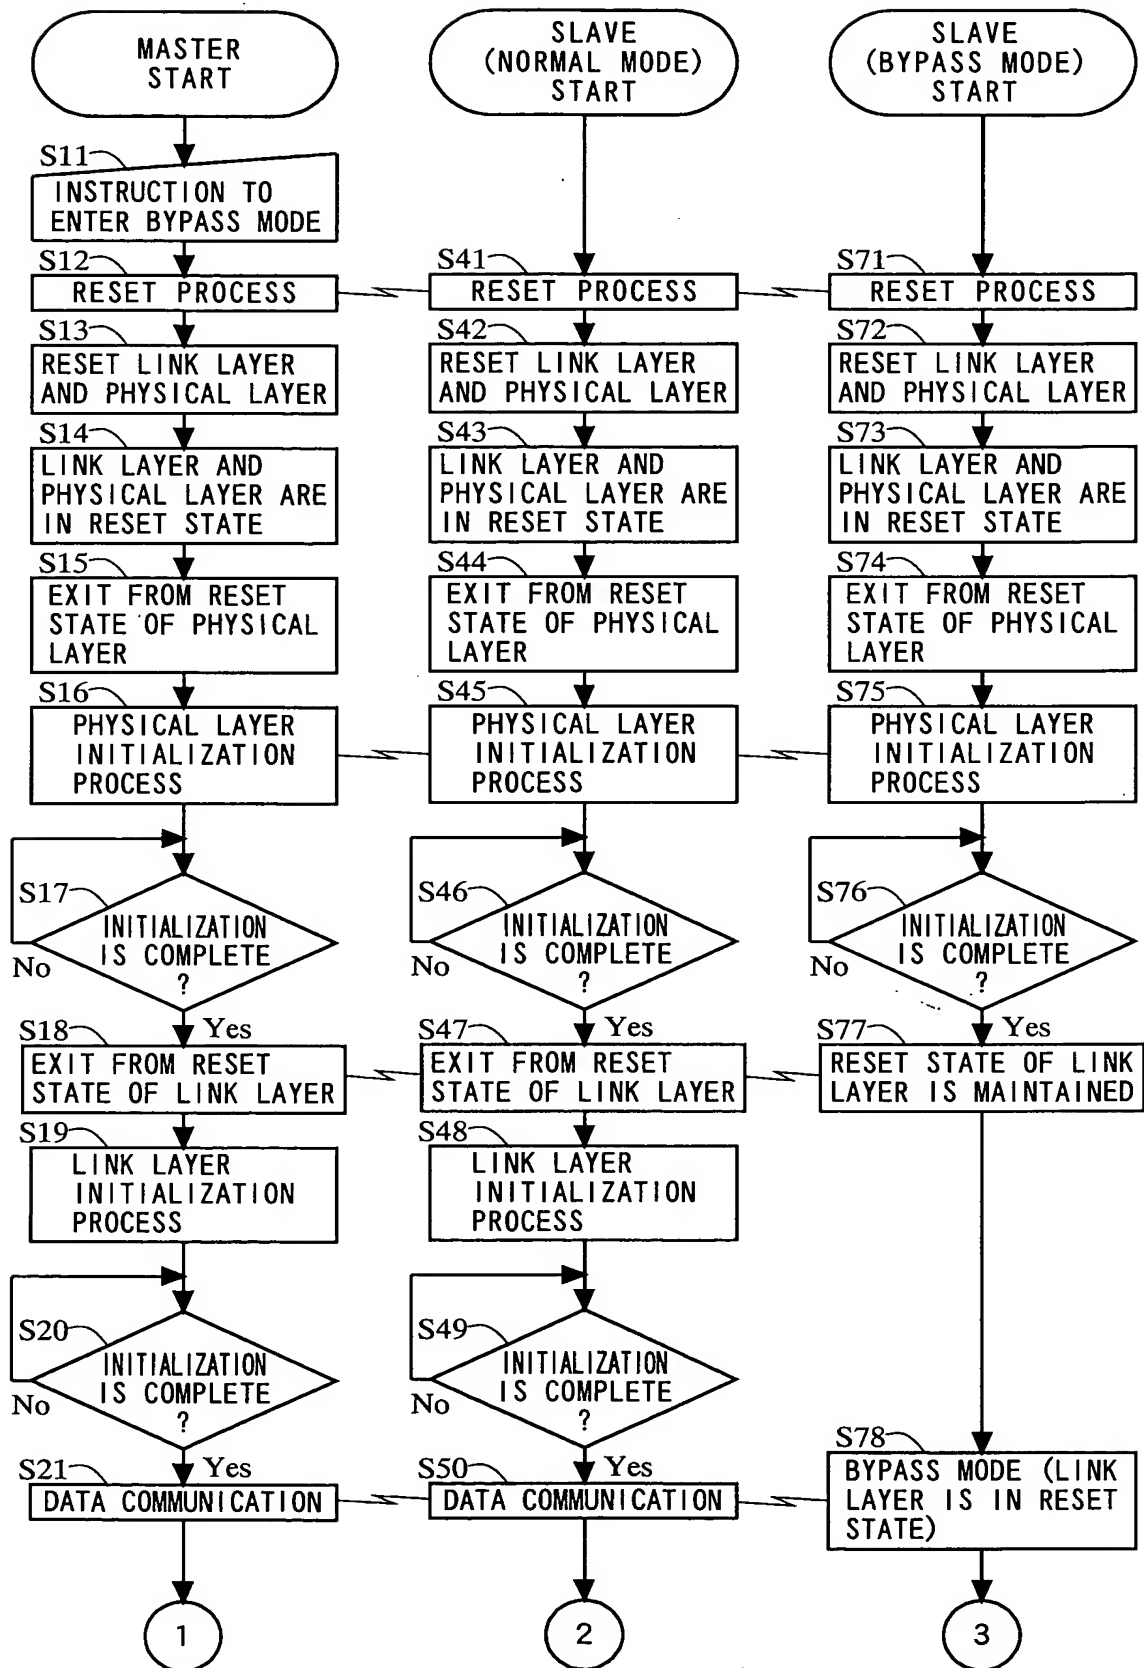 MASTER
START
S11
INSTRUCTION TO
ENTER BYPASS MODE
S12
RESET PROCESS
S13
RESET LINK LAYER
AND PHYSICAL LAYER
S14
LINK LAYER AND
PHYSICAL LAYER ARE
IN RESET STATE
S15
EXIT FROM RESET
STATE OF PHYSICAL
LAYER
S16
PHYSICAL LAYER
INITIALIZATION
PROCESS
S17
INITIALIZATION
IS COMPLETE
?
No
Yes
S18
EXIT FROM RESET
STATE OF LINK LAYER
S19
LINK LAYER
INITIALIZATION
PROCESS
S20
INITIALIZATION
IS COMPLETE
?
No
Yes
S21
DATA COMMUNICATION
1
SLAVE
(NORMAL MODE)
START
S41
RESET PROCESS
S42
RESET LINK LAYER
AND PHYSICAL LAYER
S43
LINK LAYER AND
PHYSICAL LAYER ARE
IN RESET STATE
S44
EXIT FROM RESET
STATE OF PHYSICAL
LAYER
S45
PHYSICAL LAYER
INITIALIZATION
PROCESS
S46
INITIALIZATION
IS COMPLETE
?
No
Yes
S47
EXIT FROM RESET
STATE OF LINK LAYER
S48
LINK LAYER
INITIALIZATION
PROCESS
S49
INITIALIZATION
IS COMPLETE
?
No
Yes
S50
DATA COMMUNICATION
2
SLAVE
(BYPASS MODE)
START
S71
RESET PROCESS
S72
RESET LINK LAYER
AND PHYSICAL LAYER
S73
LINK LAYER AND
PHYSICAL LAYER ARE
IN RESET STATE
S74
EXIT FROM RESET
STATE OF PHYSICAL
LAYER
S75
PHYSICAL LAYER
INITIALIZATION
PROCESS
S76
INITIALIZATION
IS COMPLETE
?
No
Yes
S77
RESET STATE OF LINK
LAYER IS MAINTAINED
S78
BYPASS MODE (LINK
LAYER IS IN RESET
STATE)
3